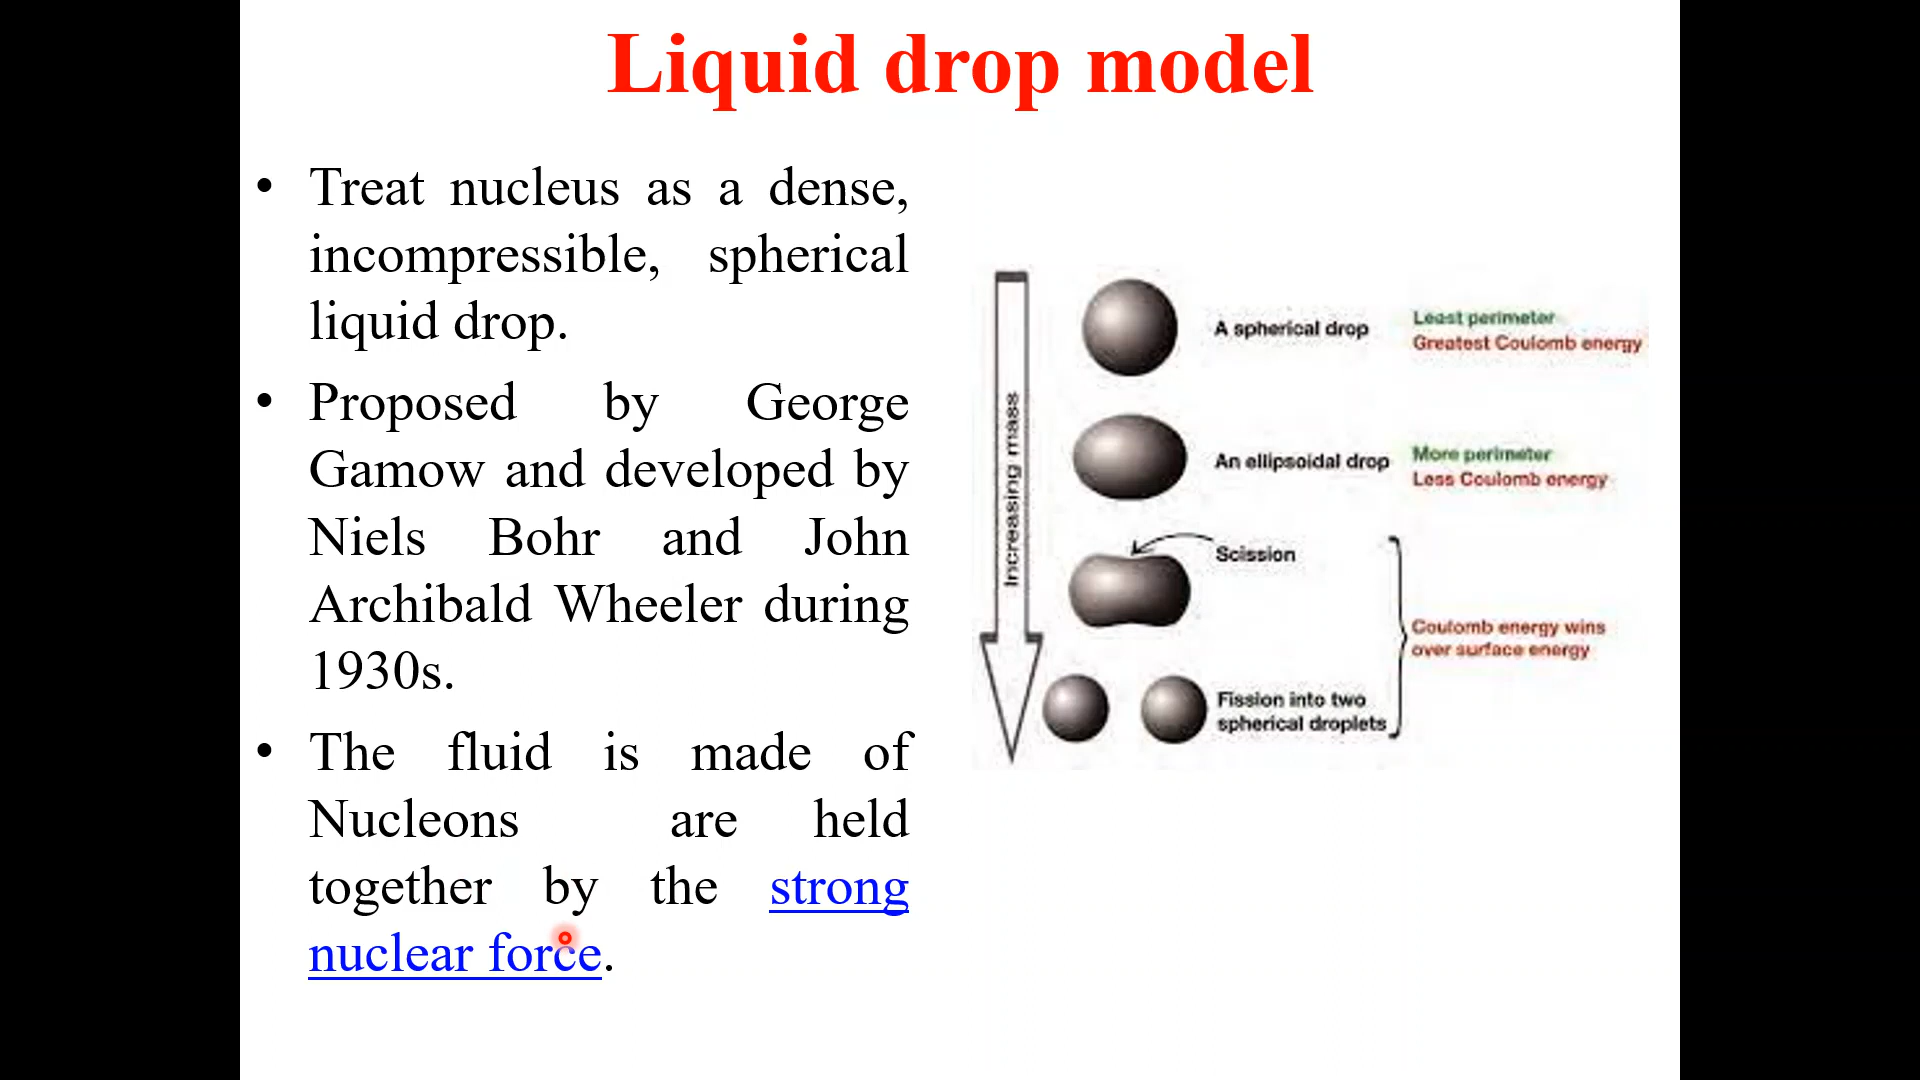 Liquid drop model
• Treat nucleus as a dense,
incompressible, spherical
liquid drop.
• Proposed by George
Gamow and developed by
Niels Bohr and John
Archibald Wheeler during
1930s.
• The fluid is made of
Nucleons are held
together by the strong
nuclear force.
Increasing mass
A spherical drop
Least perimeter
Greatest Coulomb energy
An ellipsoidal drop
More perimeter
Less Coulomb energy
Scission
Coulomb energy wins
over surface energy
Fission into two
spherical droplets